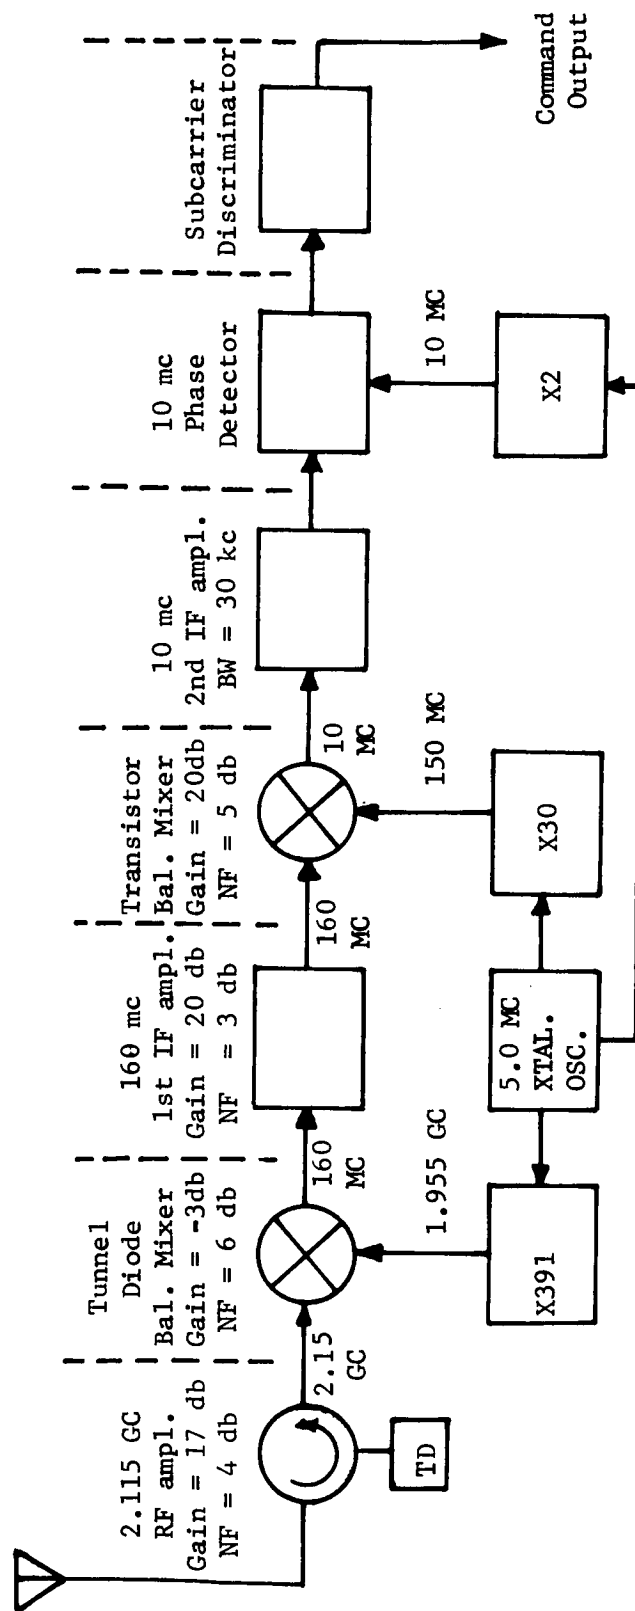 2.115 GC
RF ampl.
Gain = 17 db
NF = 4 db
Tunnel
Diode
Bal. Mixer
Gain = -3db
NF = 6 db
160 mc
1st IF ampl.
Gain = 20 db
NF = 3 db
Transistor
Bal. Mixer
Gain = 20db
NF = 5 db
10 mc
2nd IF ampl.
BW = 30 kc
10 mc
Phase
Detector
Subcarrier
Discriminator
2.15
GC
160
MC
160
MC
10
MC
TD
1.955 GC
150 MC
10 MC
X391
5.0 MC
XTAL.
OSC.
X30
X2
Command
Output